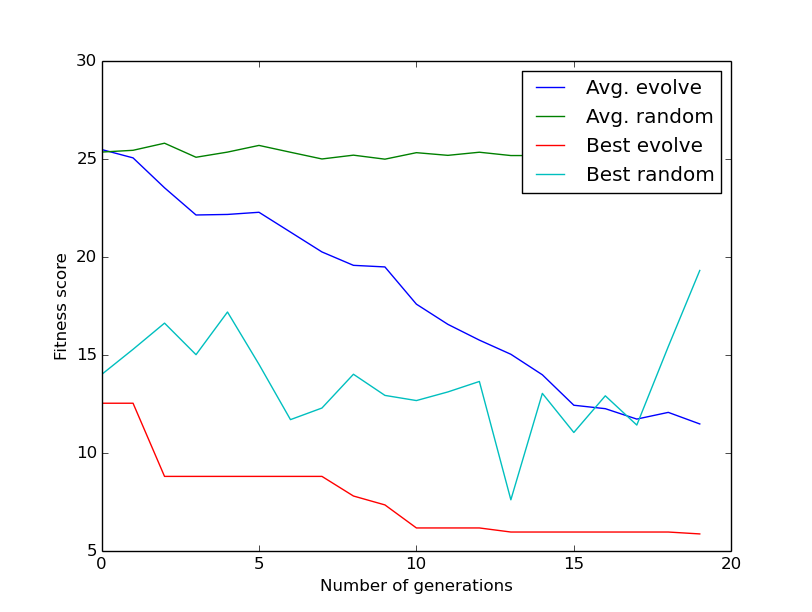 30
25
20
15
10
5
0 5 10 15 20
Fitness score
Number of generations
Avg. evolve
Avg. random
Best evolve
Best random